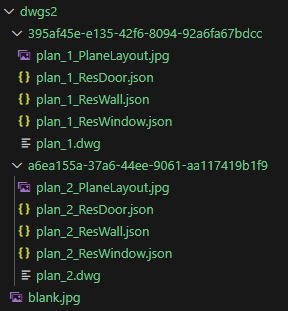 dwgs2
395af45e-e135-42f6-8094-92a6fa67bdcc
plan_1_PlaneLayout.jpg
{} plan_1_ResDoor.json
{} plan_1_ResWall.json
{} plan_1_ResWindow.json
plan_1.dwg
a6ea155a-37a6-44ee-9061-aa117419b1f9
plan_2_PlaneLayout.jpg
{} plan_2_ResDoor.json
{} plan_2_ResWall.json
{} plan_2_ResWindow.json
plan_2.dwg
blank.jpg